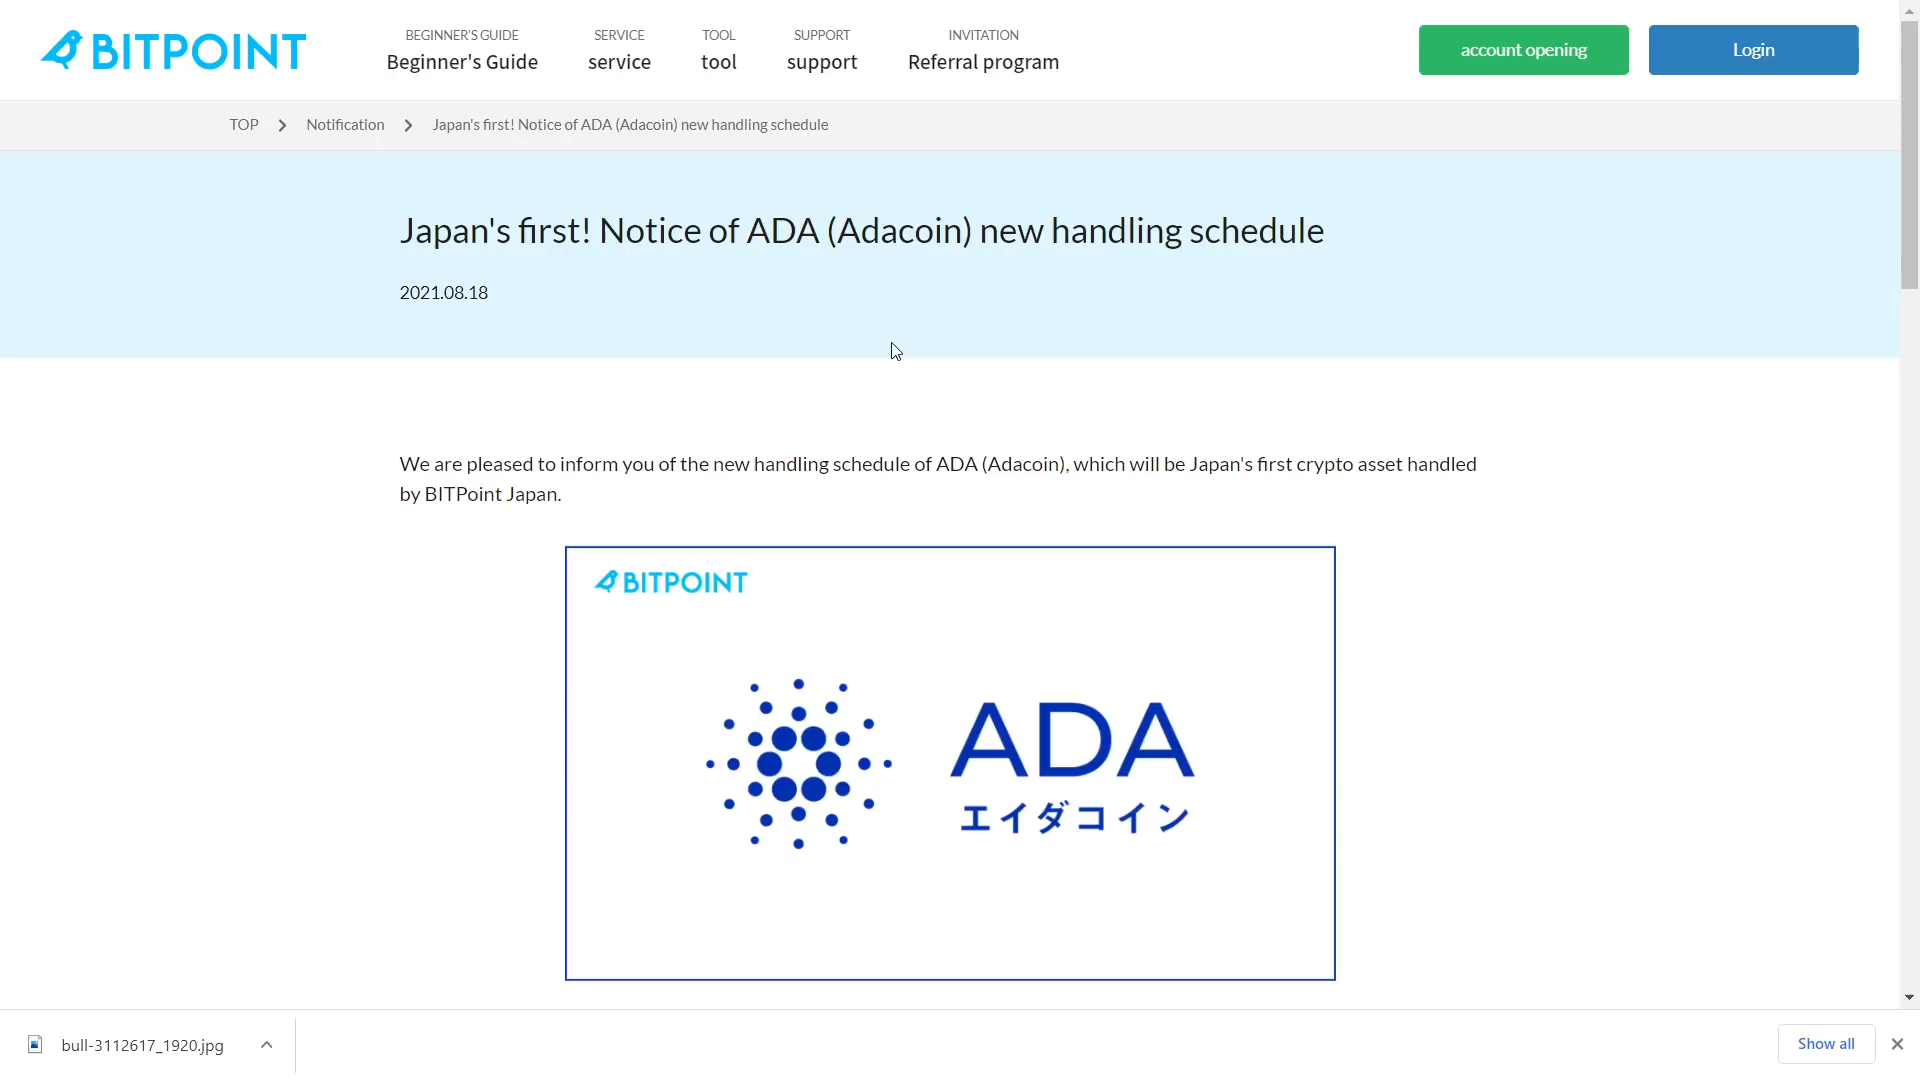 BITPOINT
BEGINNER'S GUIDE
Beginner's Guide
SERVICE
service
TOOL
tool
SUPPORT
support
INVITATION
Referral program
account opening
Login
TOP
Notification
Japan's first! Notice of ADA (Adacoin) new handling schedule
Japan's first! Notice of ADA (Adacoin) new handling schedule
2021.08.18
We are pleased to inform you of the new handling schedule of ADA (Adacoin), which will be Japan's first crypto asset handled
by BITPoint Japan.
BITPOINT
ADA
エイダコイン
bull-3112617_1920.jpg
Show all